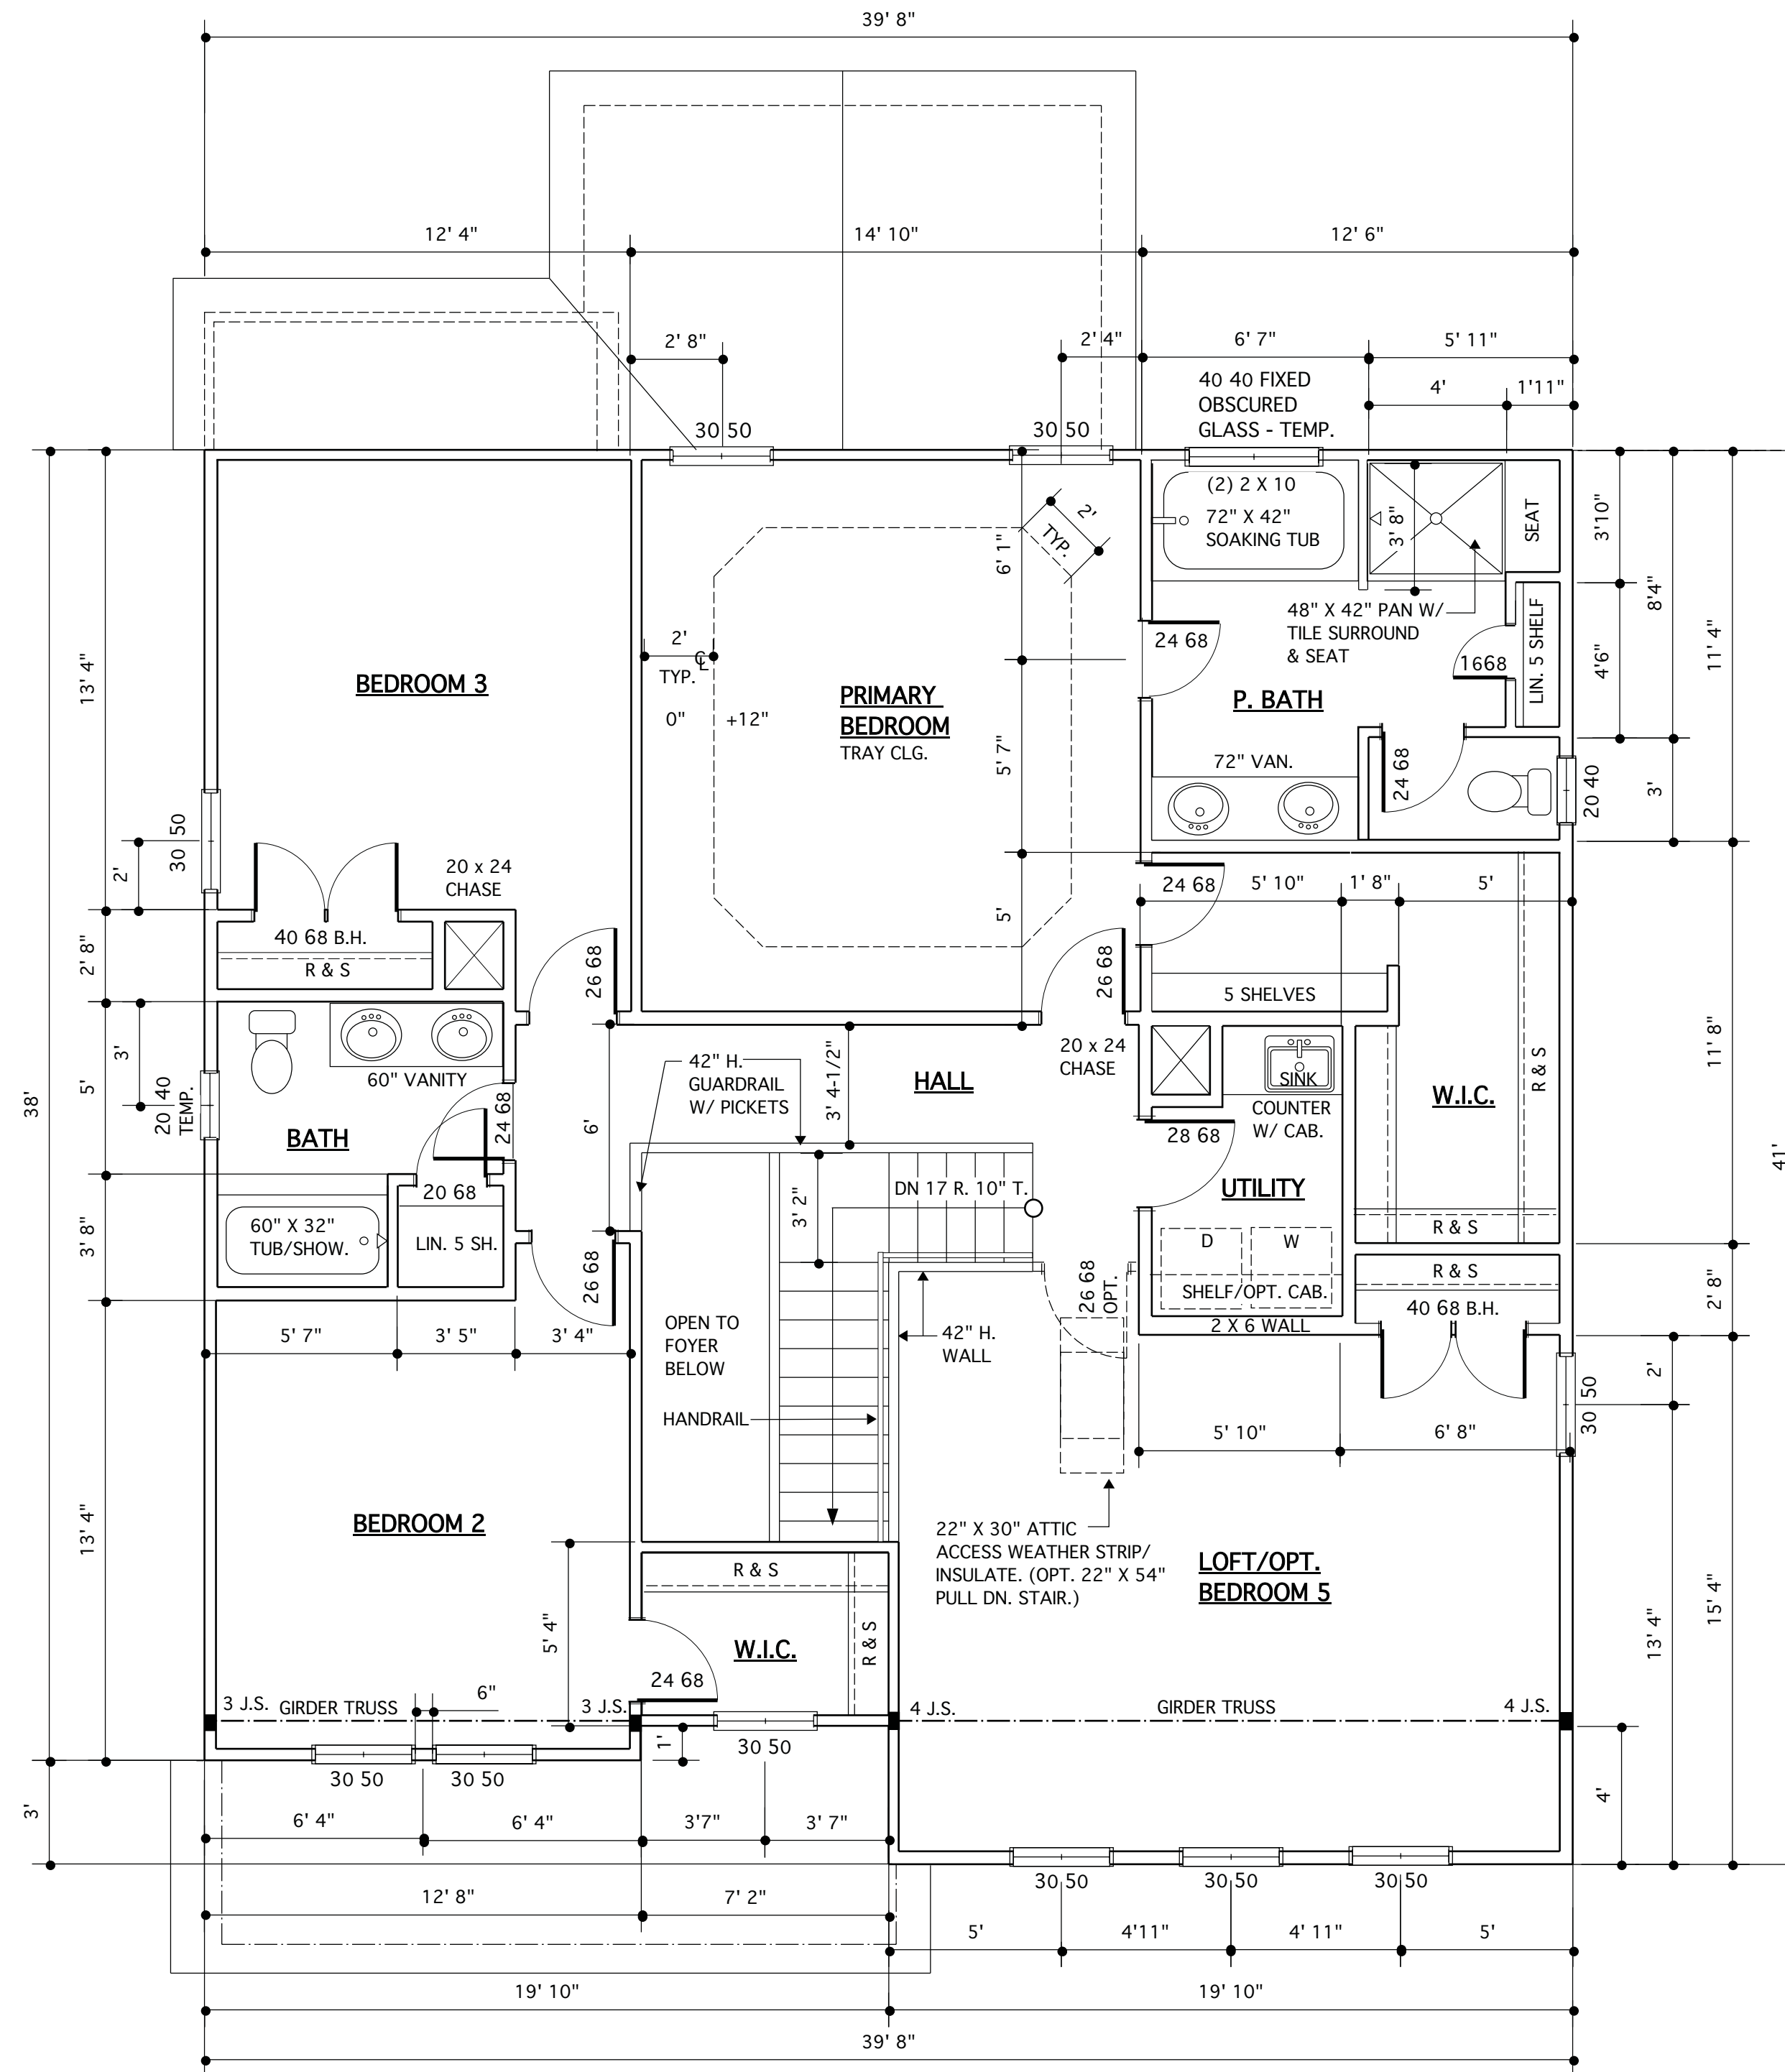 39' 8"
12' 4"
14' 10"
12' 6"
2' 8"
2' 4"
6' 7"
5' 11"
4'
1'11"
40 40 FIXED
OBSCURED
GLASS - TEMP.
30 50
30 50
(2) 2 X 10
72" X 42"
SOAKING TUB
3' 8"
SEAT
3'10"
8'4"
11' 4"
2'
TYP.
6' 1"
48" X 42" PAN W/
TILE SURROUND
& SEAT
24 68
1668
LIN. 5 SHELF
4'6"
13' 4"
BEDROOM 3
2'
TYP.
0"
+12"
PRIMARY
BEDROOM
TRAY CLG.
P. BATH
5' 7"
72" VAN.
24 68
20 40
3'
30 50
2'
20 x 24
CHASE
24 68
5' 10"
1' 8"
5'
5'
40 68 B.H.
R & S
2' 8"
26 68
26 68
5 SHELVES
38'
3'
5'
20 40
TEMP.
60" VANITY
BATH
24 68
6'
42" H.
GUARDRAIL
W/ PICKETS
3' 4-1/2"
HALL
20 x 24
CHASE
SINK
COUNTER
W/ CAB.
28 68
W.I.C.
R & S
11' 8"
41'
20 68
60" X 32"
TUB/SHOW.
LIN. 5 SH.
3' 8"
26 68
3' 2"
DN 17 R. 10" T.
UTILITY
D
W
R & S
SHELF/OPT. CAB.
R & S
26 68
OPT.
2 X 6 WALL
40 68 B.H.
2' 8"
5' 7"
3' 5"
3' 4"
OPEN TO
FOYER
BELOW
42" H.
WALL
2'
30 50
HANDRAIL
5' 10"
6' 8"
13' 4"
BEDROOM 2
22" X 30" ATTIC
ACCESS WEATHER STRIP/
INSULATE. (OPT. 22" X 54"
PULL DN. STAIR.)
LOFT/OPT.
BEDROOM 5
R & S
5' 4"
W.I.C.
R & S
24 68
13' 4"
15' 4"
3 J.S.
GIRDER TRUSS
6"
3 J.S.
4 J.S.
GIRDER TRUSS
4 J.S.
30 50
30 50
30 50
1'
3'
4'
6' 4"
6' 4"
3'7"
3' 7"
30 50
30 50
30 50
12' 8"
7' 2"
5'
4'11"
4' 11"
5'
19' 10"
19' 10"
39' 8"